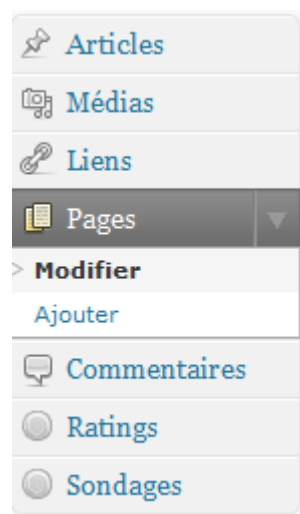 Articles
Médias
Liens
Pages
> Modifier
Ajouter
Commentaires
Ratings
Sondages